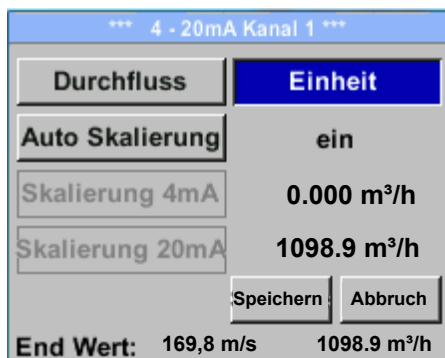 *** 4 - 20mA Kanal 1 ***
Durchfluss Einheit
Auto Skalierung ein
Skalierung 4mA 0.000 m³/h
Skalierung 20mA 1098.9 m³/h
Speichern Abbruch
End Wert: 169,8 m/s 1098.9 m³/h